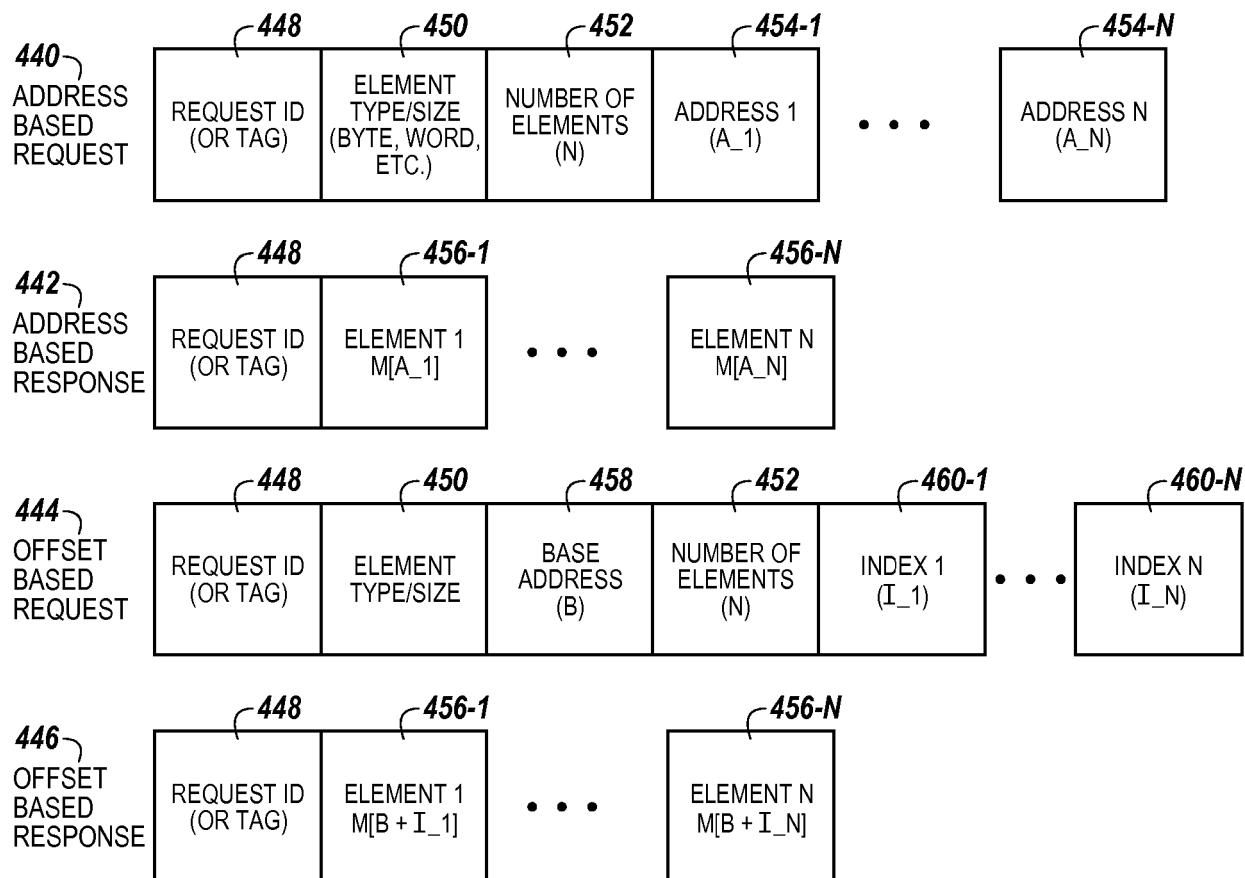 448 450 452 454-1 454-N
440
ADDRESS
BASED
REQUEST
REQUEST ID
(OR TAG)
ELEMENT
TYPE/SIZE
(BYTE, WORD,
ETC.)
NUMBER OF
ELEMENTS
(N)
ADDRESS 1
(A_1)
• • •
ADDRESS N
(A_N)
448 456-1 456-N
442
ADDRESS
BASED
RESPONSE
REQUEST ID
(OR TAG)
ELEMENT 1
M[A_1]
• • •
ELEMENT N
M[A_N]
448 450 458 452 460-1 460-N
444
OFFSET
BASED
REQUEST
REQUEST ID
(OR TAG)
ELEMENT
TYPE/SIZE
BASE
ADDRESS
(B)
NUMBER OF
ELEMENTS
(N)
INDEX 1
(I_1)
• • •
INDEX N
(I_N)
448 456-1 456-N
446
OFFSET
BASED
RESPONSE
REQUEST ID
(OR TAG)
ELEMENT 1
M[B + I_1]
• • •
ELEMENT N
M[B + I_N]